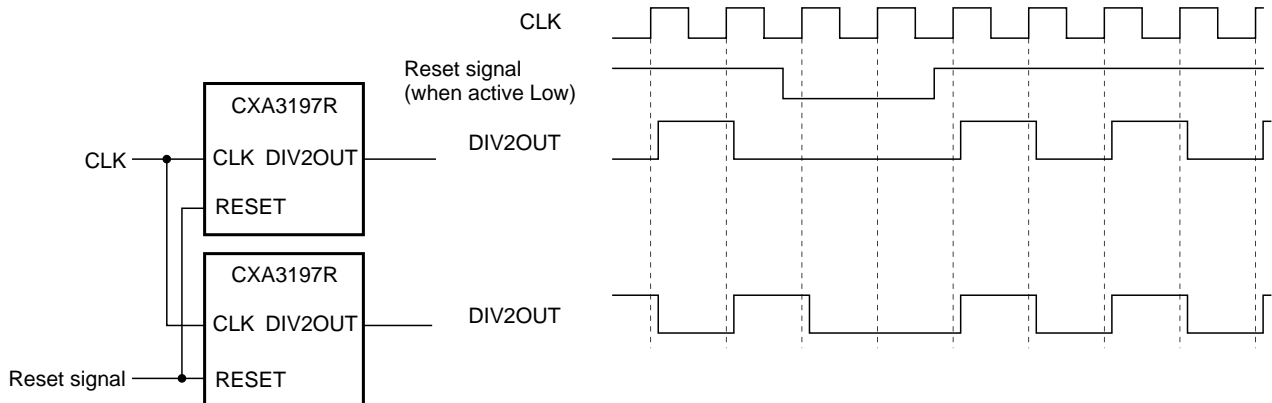 CLK
Reset signal
(when active Low)
DIV2OUT
DIV2OUT
CXA3197R
CLK DIV2OUT
RESET
CLK
CXA3197R
CLK DIV2OUT
RESET
Reset signal